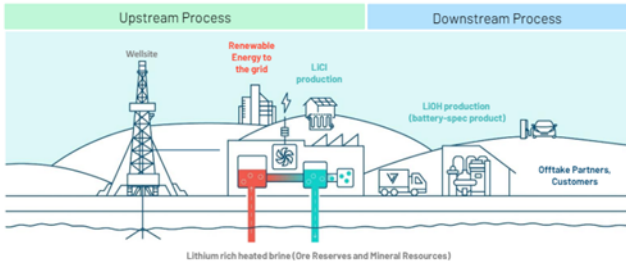 Upstream Process
Downstream Process
Wellsite
Renewable
Energy to
the grid
LiCl
production
LiOH production
(battery-spec product)
Offtake Partners,
Customers
Lithium rich heated brine (Ore Reserves and Mineral Resources)